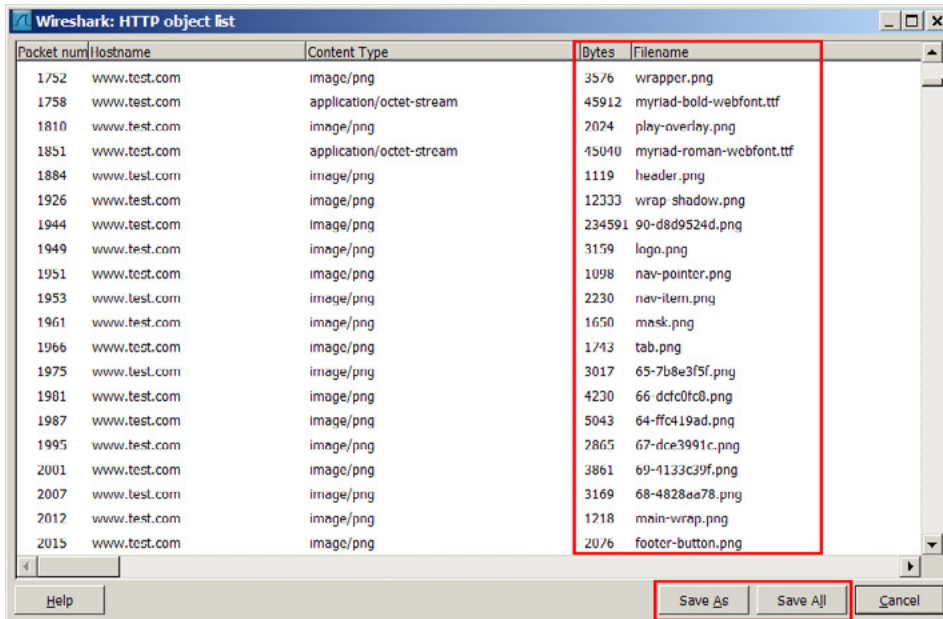 Wireshark: HTTP object list
Packet num Hostname Content Type Bytes Filename
1752 www.test.com image/png 3576 wrapper.png
1758 www.test.com application/octet-stream 45912 myriad-bold-webfont.ttf
1810 www.test.com image/png 2024 play-overlay.png
1851 www.test.com application/octet-stream 45040 myriad-roman-webfont.ttf
1884 www.test.com image/png 1119 header.png
1926 www.test.com image/png 12333 wrap-shadow.png
1944 www.test.com image/png 234591 90-d8d9524d.png
1949 www.test.com image/png 3159 logo.png
1951 www.test.com image/png 1098 nav-pointer.png
1953 www.test.com image/png 2230 nav-item.png
1961 www.test.com image/png 1650 mask.png
1966 www.test.com image/png 1743 tab.png
1975 www.test.com image/png 3017 65-7b8e3f5f.png
1981 www.test.com image/png 4230 66-dcfc0fc8.png
1987 www.test.com image/png 5043 64-ffc419ad.png
1995 www.test.com image/png 2865 67-dce3991c.png
2001 www.test.com image/png 3861 69-4133c39f.png
2007 www.test.com image/png 3169 68-4828aa78.png
2012 www.test.com image/png 1218 main-wrap.png
2015 www.test.com image/png 2076 footer-button.png
Help Save As Save All Cancel